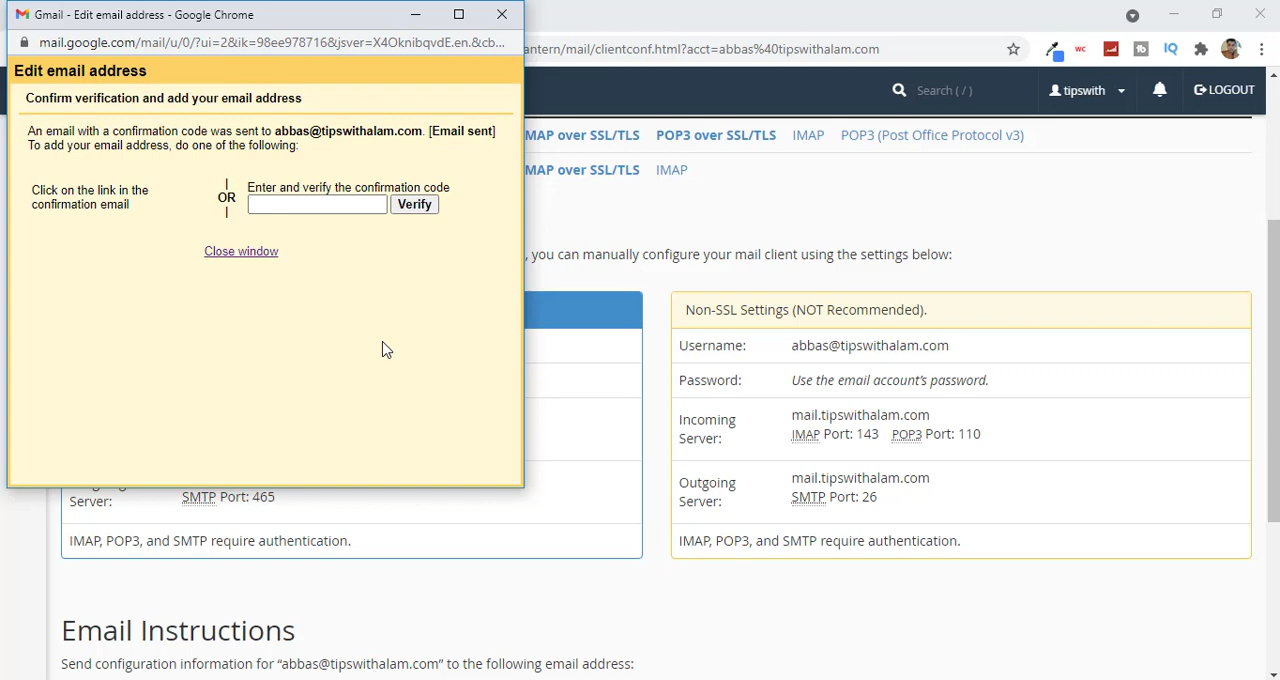 Gmail - Edit email address - Google Chrome
mail.google.com/mail/u/0/?ui=2&ik=98ee978716&jsver=X4OknibqvdE.en.&cb...
Edit email address
Confirm verification and add your email address
An email with a confirmation code was sent to abbas@tipswithalam.com. [Email sent]
To add your email address, do one of the following:
Click on the link in the
confirmation email
|
OR
|
Enter and verify the confirmation code
Verify
Close window
antern/mail/clientconf.html?acct=abbas%40tipswithalam.com
WC
IQ
Search ( / )
tipswith
LOGOUT
MAP over SSL/TLS POP3 over SSL/TLS IMAP POP3 (Post Office Protocol v3)
MAP over SSL/TLS IMAP
, you can manually configure your mail client using the settings below:
Server:
SMTP Port: 465
IMAP, POP3, and SMTP require authentication.
Non-SSL Settings (NOT Recommended).
Username: abbas@tipswithalam.com
Password: Use the email account's password.
Incoming
Server:
mail.tipswithalam.com
IMAP Port: 143 POP3 Port: 110
Outgoing
Server:
mail.tipswithalam.com
SMTP Port: 26
IMAP, POP3, and SMTP require authentication.
Email Instructions
Send configuration information for “abbas@tipswithalam.com” to the following email address: